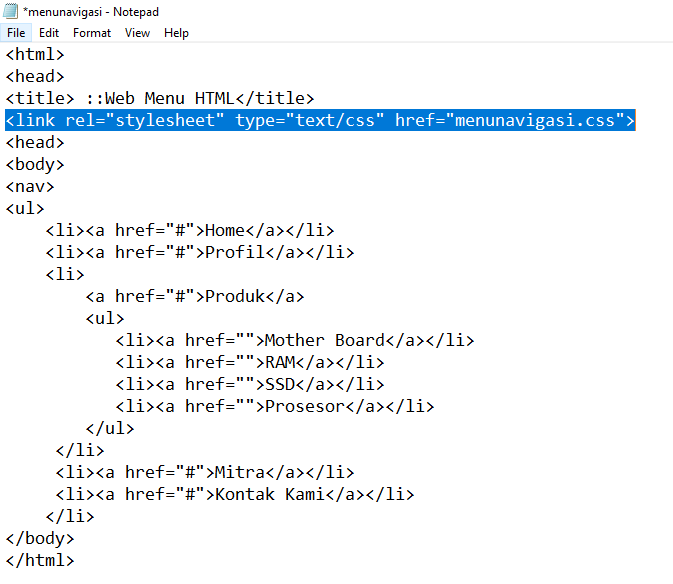 *menunavigasi - Notepad
File Edit Format View Help
<html>
<head>
<title> ::Web Menu HTML</title>
<link rel="stylesheet" type="text/css" href="menunavigasi.css">
<head>
<body>
<nav>
<ul>
    <li><a href="#">Home</a></li>
    <li><a href="#">Profil</a></li>
    <li>
        <a href="#">Produk</a>
        <ul>
           <li><a href="">Mother Board</a></li>
           <li><a href="">RAM</a></li>
           <li><a href="">SSD</a></li>
           <li><a href="">Prosesor</a></li>
        </ul>
     </li>
     <li><a href="#">Mitra</a></li>
     <li><a href="#">Kontak Kami</a></li>
    </li>
</body>
</html>